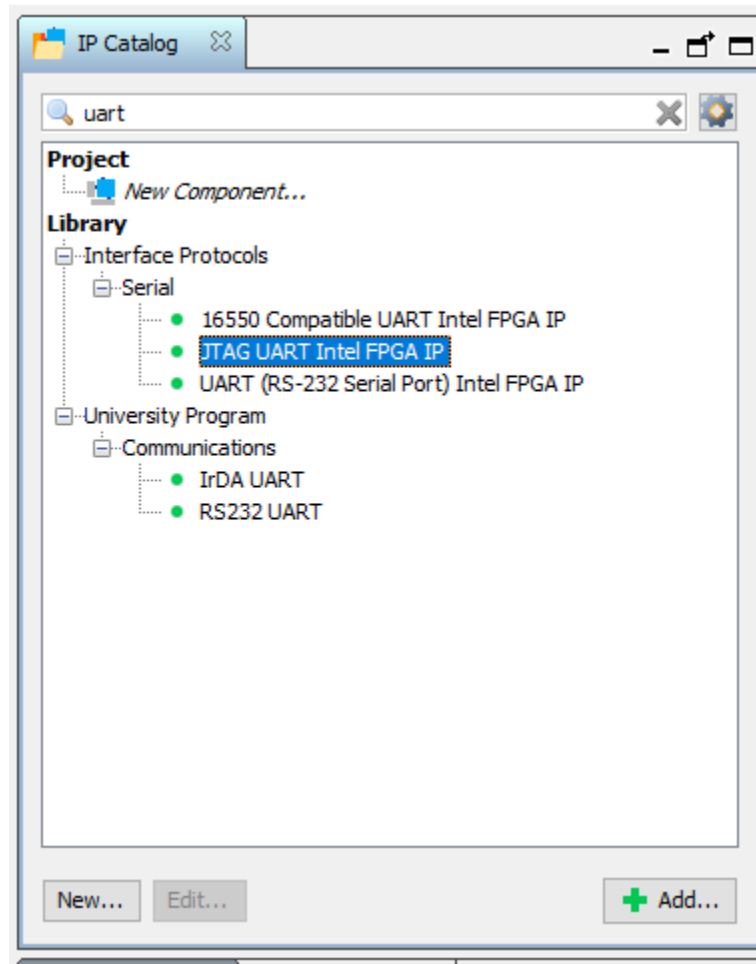 IP Catalog
uart
Project
New Component...
Library
Interface Protocols
Serial
16550 Compatible UART Intel FPGA IP
JTAG UART Intel FPGA IP
UART (RS-232 Serial Port) Intel FPGA IP
University Program
Communications
IrDA UART
RS232 UART
New... Edit... Add...